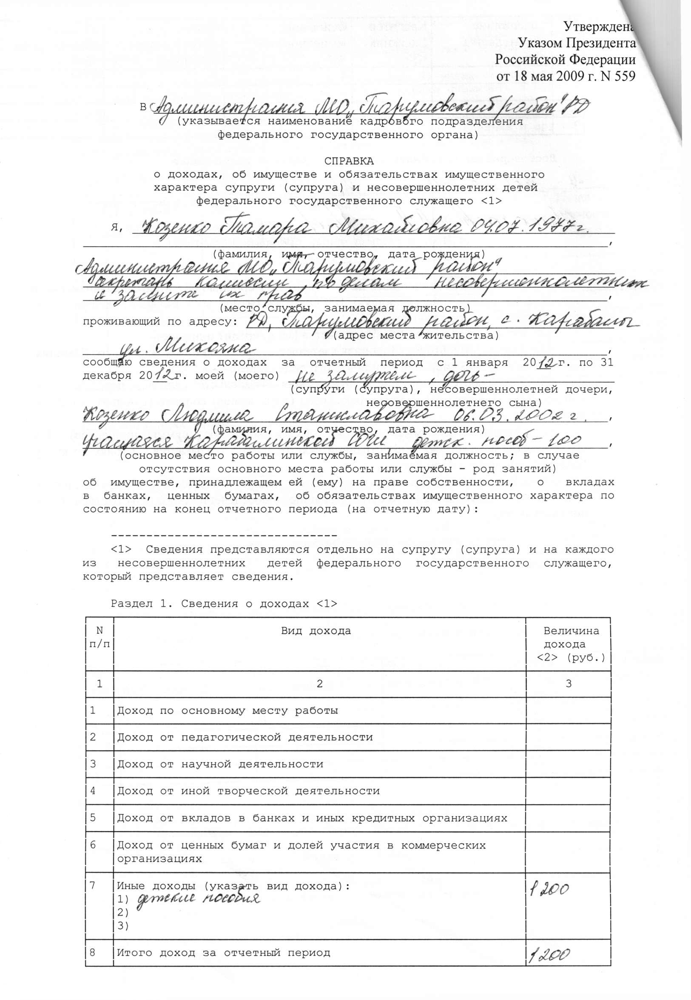 Утверждена
Указом Президента
Российской Федерации
от 18 мая 2009 г. N 559
В Администрация МО „Тарумовский район" РД
(указывается наименование кадрового подразделения
федерального государственного органа)
СПРАВКА
о доходах, об имуществе и обязательствах имущественного
характера супруги (супруга) и несовершеннолетних детей
федерального государственного служащего <1>
Я, Козенко Тамара Михайловна 04.07.1977г.
,
(фамилия, имя, отчество, дата рождения)
Администрация МО „Тарумовский район"
секретарь комиссии по делам несовершеннолетних
и защите их прав ,
(место службы, занимаемая должность)
проживающий по адресу: РД, Тарумовский район, с. Карабаглы
(адрес места жительства)
ул. Микояна ,
сообщаю сведения о доходах за отчетный период с 1 января 2012 г. по 31
декабря 2012г. моей (моего) не замужем , дочь –
(супруги (супруга), несовершеннолетней дочери,
несовершеннолетнего сына)
Козенко Людмила Станиславовна 06.03.2002 г. ,
(фамилия, имя, отчество, дата рождения)
учащаяся Карабаглинской СОШ, детск. пособ – 100 ,
(основное место работы или службы, занимаемая должность; в случае
отсутствия основного места работы или службы - род занятий)
об имуществе, принадлежащем ей (ему) на праве собственности, о вкладах
в банках, ценных бумагах, об обязательствах имущественного характера по
состоянию на конец отчетного периода (на отчетную дату):
--------------------------------
<1> Сведения представляются отдельно на супругу (супруга) и на каждого
из несовершеннолетних детей федерального государственного служащего,
который представляет сведения.
Раздел 1. Сведения о доходах <1>
N Вид дохода Величина
п/п дохода
<2> (руб.)
1 2 3
1 Доход по основному месту работы
2 Доход от педагогической деятельности
3 Доход от научной деятельности
4 Доход от иной творческой деятельности
5 Доход от вкладов в банках и иных кредитных организациях
6 Доход от ценных бумаг и долей участия в коммерческих
организациях
7 Иные доходы (указать вид дохода): 1200
1) детские пособия
2)
3)
8 Итого доход за отчетный период 1200